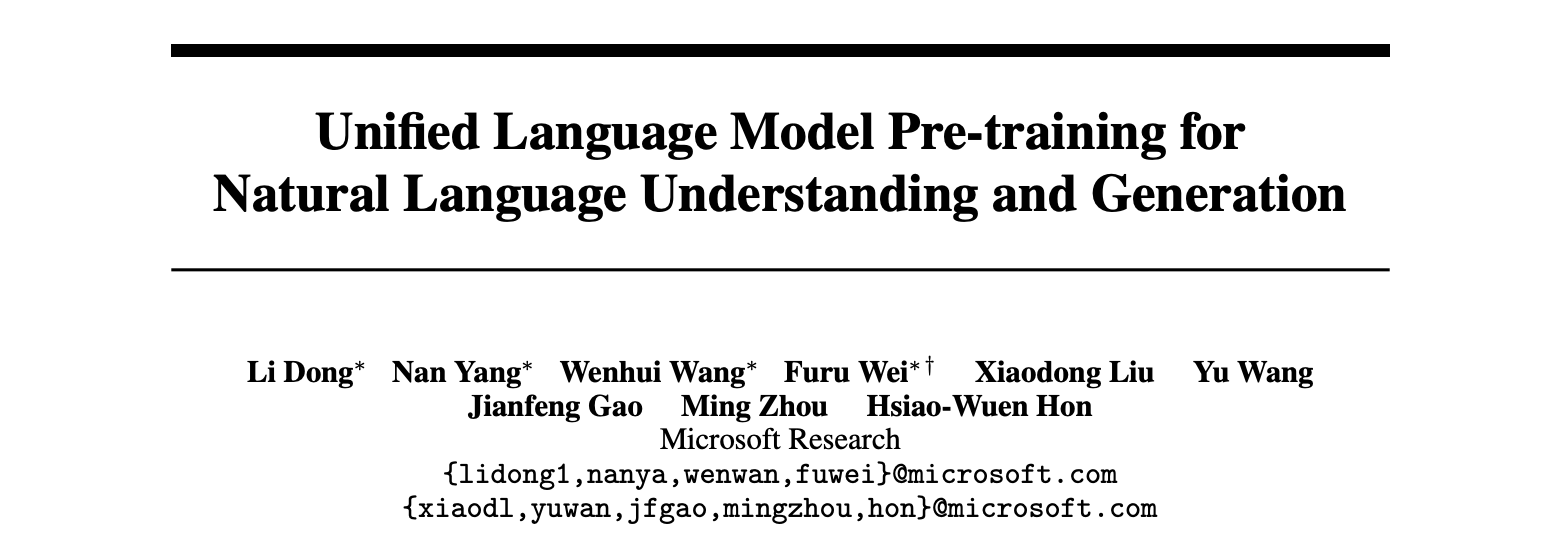 Unified Language Model Pre-training for
Natural Language Understanding and Generation
Li Dong∗ Nan Yang∗ Wenhui Wang∗ Furu Wei∗† Xiaodong Liu Yu Wang
Jianfeng Gao Ming Zhou Hsiao-Wuen Hon
Microsoft Research
{lidong1,nanya,wenwan,fuwei}@microsoft.com
{xiaodl,yuwan,jfgao,mingzhou,hon}@microsoft.com